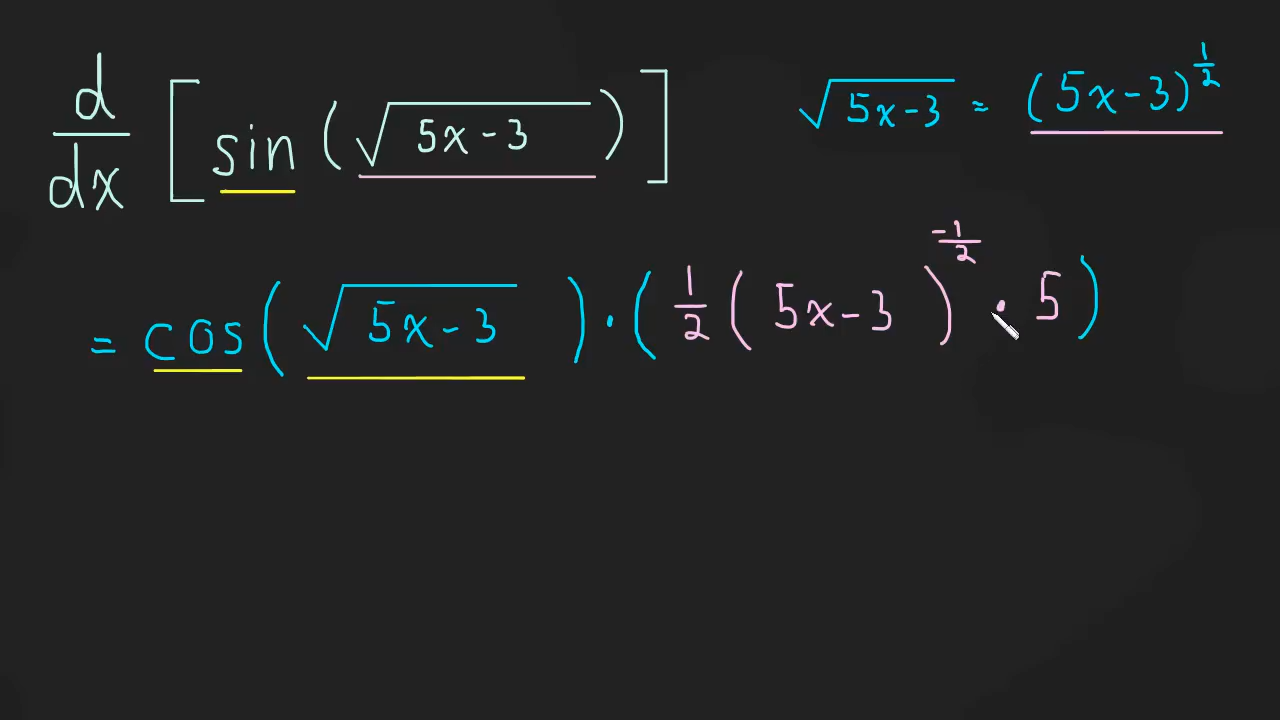 d/dx [sin(√(5x-3))]
√(5x-3) = (5x-3)^(1/2)
= cos(√(5x-3)) · (1/2 (5x-3)^(-1/2) · 5)